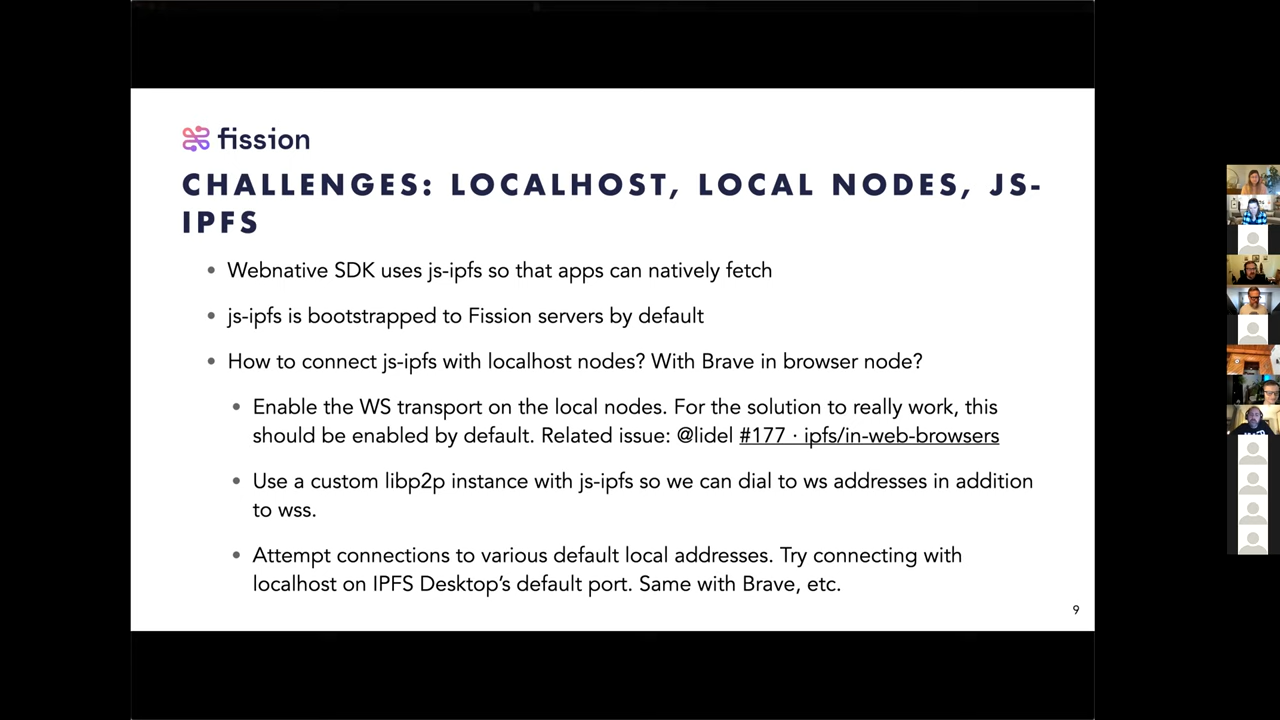 fission
CHALLENGES: LOCALHOST, LOCAL NODES, JS-
IPFS
• Webnative SDK uses js-ipfs so that apps can natively fetch
• js-ipfs is bootstrapped to Fission servers by default
• How to connect js-ipfs with localhost nodes? With Brave in browser node?
• Enable the WS transport on the local nodes. For the solution to really work, this
should be enabled by default. Related issue: @lidel #177 · ipfs/in-web-browsers
• Use a custom libp2p instance with js-ipfs so we can dial to ws addresses in addition
to wss.
• Attempt connections to various default local addresses. Try connecting with
localhost on IPFS Desktop’s default port. Same with Brave, etc.
9